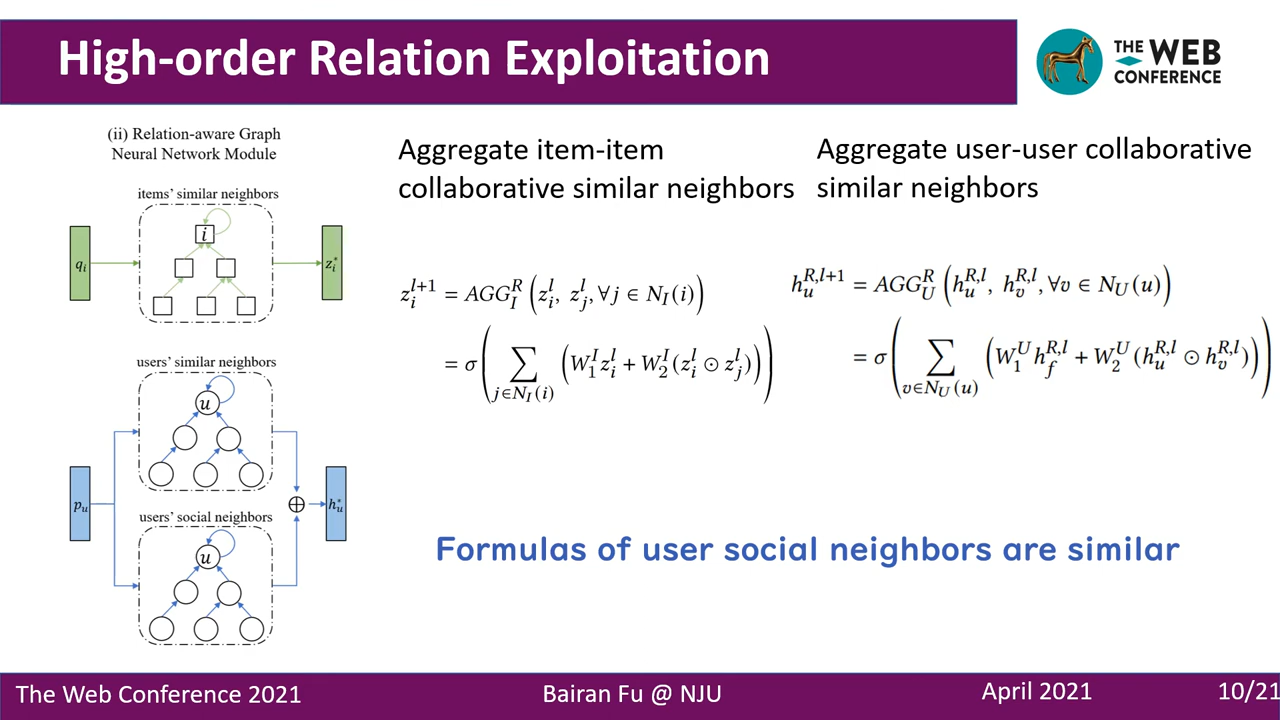 High-order Relation Exploitation
THE WEB
CONFERENCE
(ii) Relation-aware Graph
Neural Network Module
items' similar neighbors
i
q_i
z_i^*
users' similar neighbors
u
p_u
⊕
h_u^*
users' social neighbors
u
Aggregate item-item
collaborative similar neighbors
z_i^{l+1} = AGG_I^R (z_i^l, z_j^l, ∀j ∈ N_I(i))
= σ(∑_{j∈N_I(i)} (W_1^I z_i^l + W_2^I (z_i^l ⊙ z_j^l)))
Aggregate user-user collaborative
similar neighbors
h_u^{R,l+1} = AGG_U^R (h_u^{R,l}, h_v^{R,l}, ∀v ∈ N_U(u))
= σ(∑_{v∈N_U(u)} (W_1^U h_f^{R,l} + W_2^U (h_u^{R,l} ⊙ h_v^{R,l})))
Formulas of user social neighbors are similar
The Web Conference 2021
Bairan Fu @ NJU
April 2021
10/21